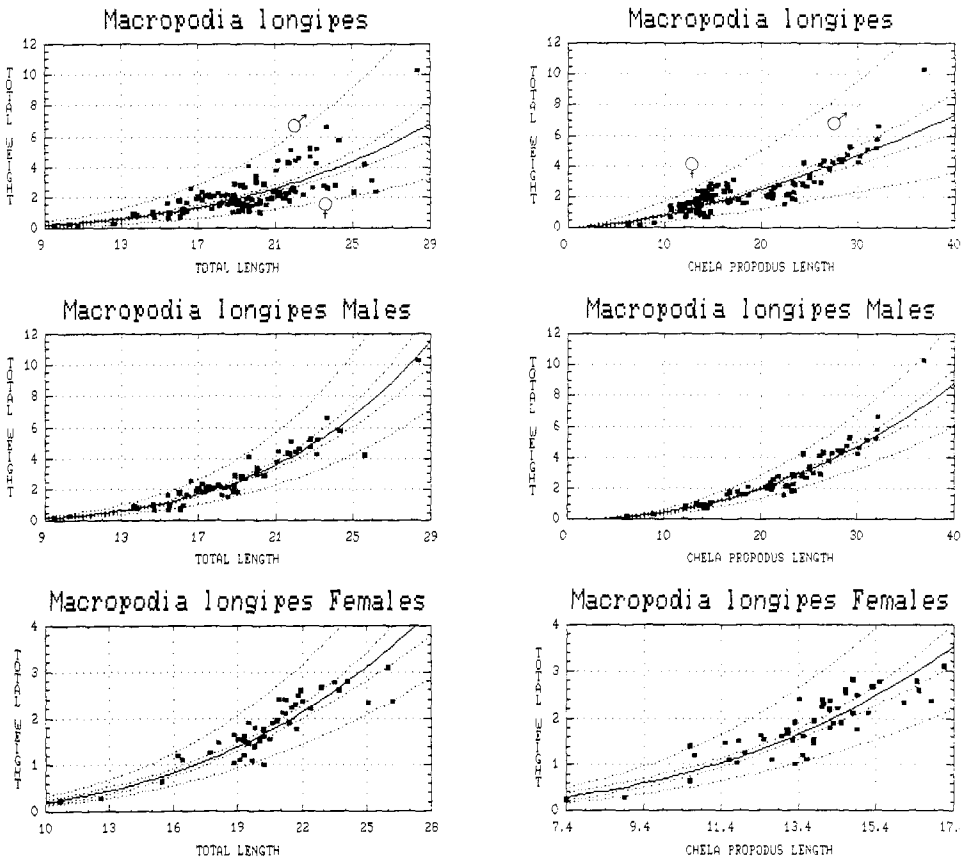 Macropodia longipes
12
10
8
6
4
2
0
TOTAL WEIGHT
♂
♀
9 13 17 21 25 29
TOTAL LENGTH
Macropodia longipes
12
10
8
6
4
2
0
TOTAL WEIGHT
♂
♀
0 10 20 30 40
CHELA PROPODUS LENGTH
Macropodia longipes Males
12
10
8
6
4
2
0
TOTAL WEIGHT
9 13 17 21 25 29
TOTAL LENGTH
Macropodia longipes Males
12
10
8
6
4
2
0
TOTAL WEIGHT
0 10 20 30 40
CHELA PROPODUS LENGTH
Macropodia longipes Females
4
3
2
1
0
TOTAL WEIGHT
10 13 16 19 22 25 28
TOTAL LENGTH
Macropodia longipes Females
4
3
2
1
0
TOTAL WEIGHT
7.4 9.4 11.4 13.4 15.4 17.
CHELA PROPODUS LENGTH